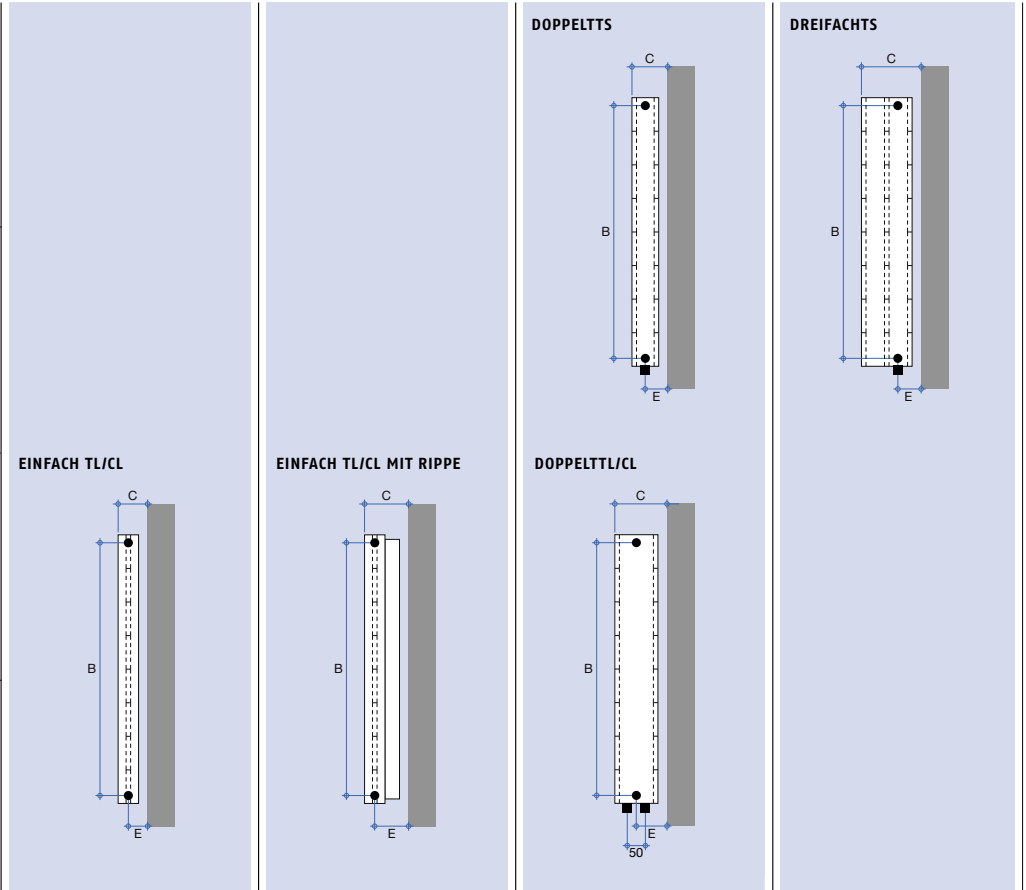 DOPPELTTS
C
B
E
DREIFACHTS
C
B
E
EINFACH TL/CL
C
B
E
EINFACH TL/CL MIT RIPPE
C
B
E
DOPPELTTL/CL
C
B
E
50